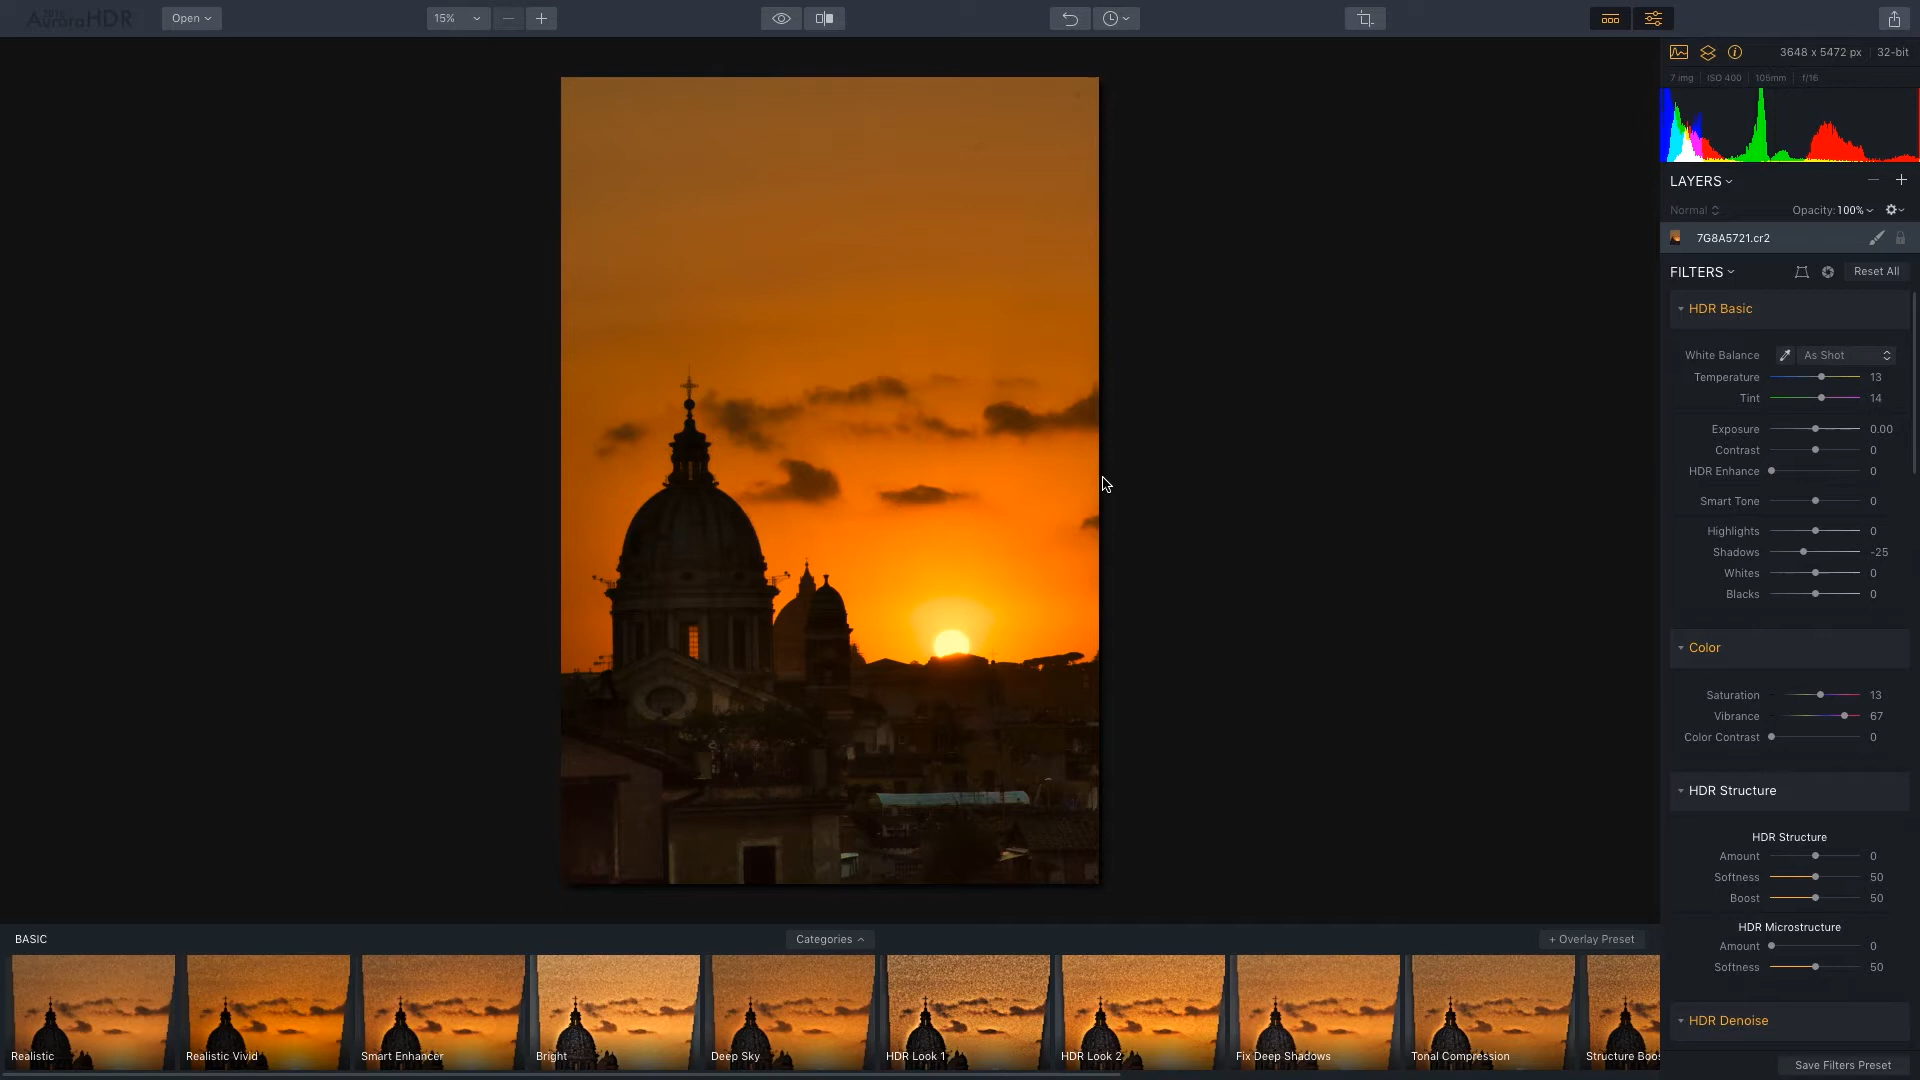 2018
AuroraHDR
Open
15%
3648 x 5472 px
32-bit
7 img
ISO 400
105mm
f/16
LAYERS
Normal
Opacity: 100%
7G8A5721.cr2
FILTERS
Reset All
HDR Basic
White Balance
As Shot
Temperature
13
Tint
14
Exposure
0.00
Contrast
0
HDR Enhance
0
Smart Tone
0
Highlights
0
Shadows
-25
Whites
0
Blacks
0
Color
Saturation
13
Vibrance
67
Color Contrast
0
HDR Structure
HDR Structure
Amount
0
Softness
50
Boost
50
HDR Microstructure
Amount
0
Softness
50
HDR Denoise
Save Filters Preset
BASIC
Categories
+ Overlay Preset
Realistic
Realistic Vivid
Smart Enhancer
Bright
Deep Sky
HDR Look 1
HDR Look 2
Fix Deep Shadows
Tonal Compression
Structure Boos